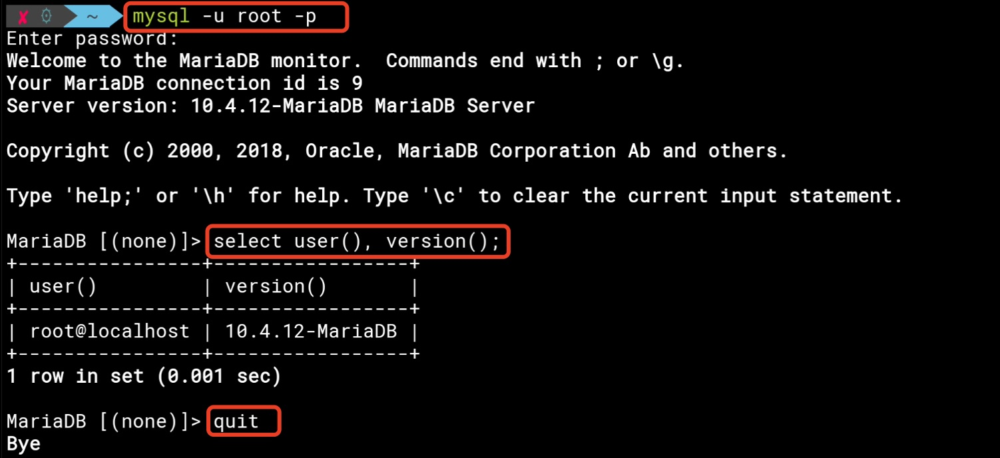 ✘ ⚙ ~ mysql -u root -p
Enter password:
Welcome to the MariaDB monitor.  Commands end with ; or \g.
Your MariaDB connection id is 9
Server version: 10.4.12-MariaDB MariaDB Server
Copyright (c) 2000, 2018, Oracle, MariaDB Corporation Ab and others.
Type 'help;' or '\h' for help. Type '\c' to clear the current input statement.
MariaDB [(none)]> select user(), version();
+----------------+-----------------+
| user()         | version()       |
+----------------+-----------------+
| root@localhost | 10.4.12-MariaDB |
+----------------+-----------------+
1 row in set (0.001 sec)
MariaDB [(none)]> quit
Bye